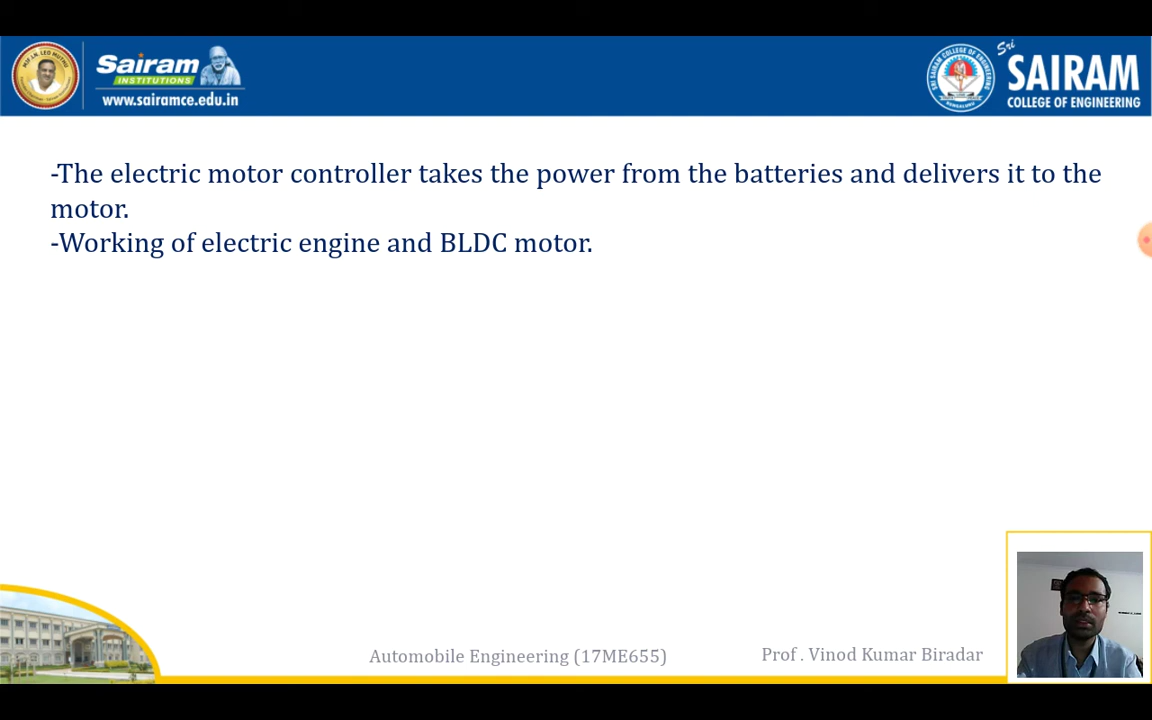 Sairam
INSTITUTIONS
www.sairamce.edu.in
Sri
SAIRAM
COLLEGE OF ENGINEERING
-The electric motor controller takes the power from the batteries and delivers it to the
motor.
-Working of electric engine and BLDC motor.
Automobile Engineering (17ME655)
Prof . Vinod Kumar Biradar